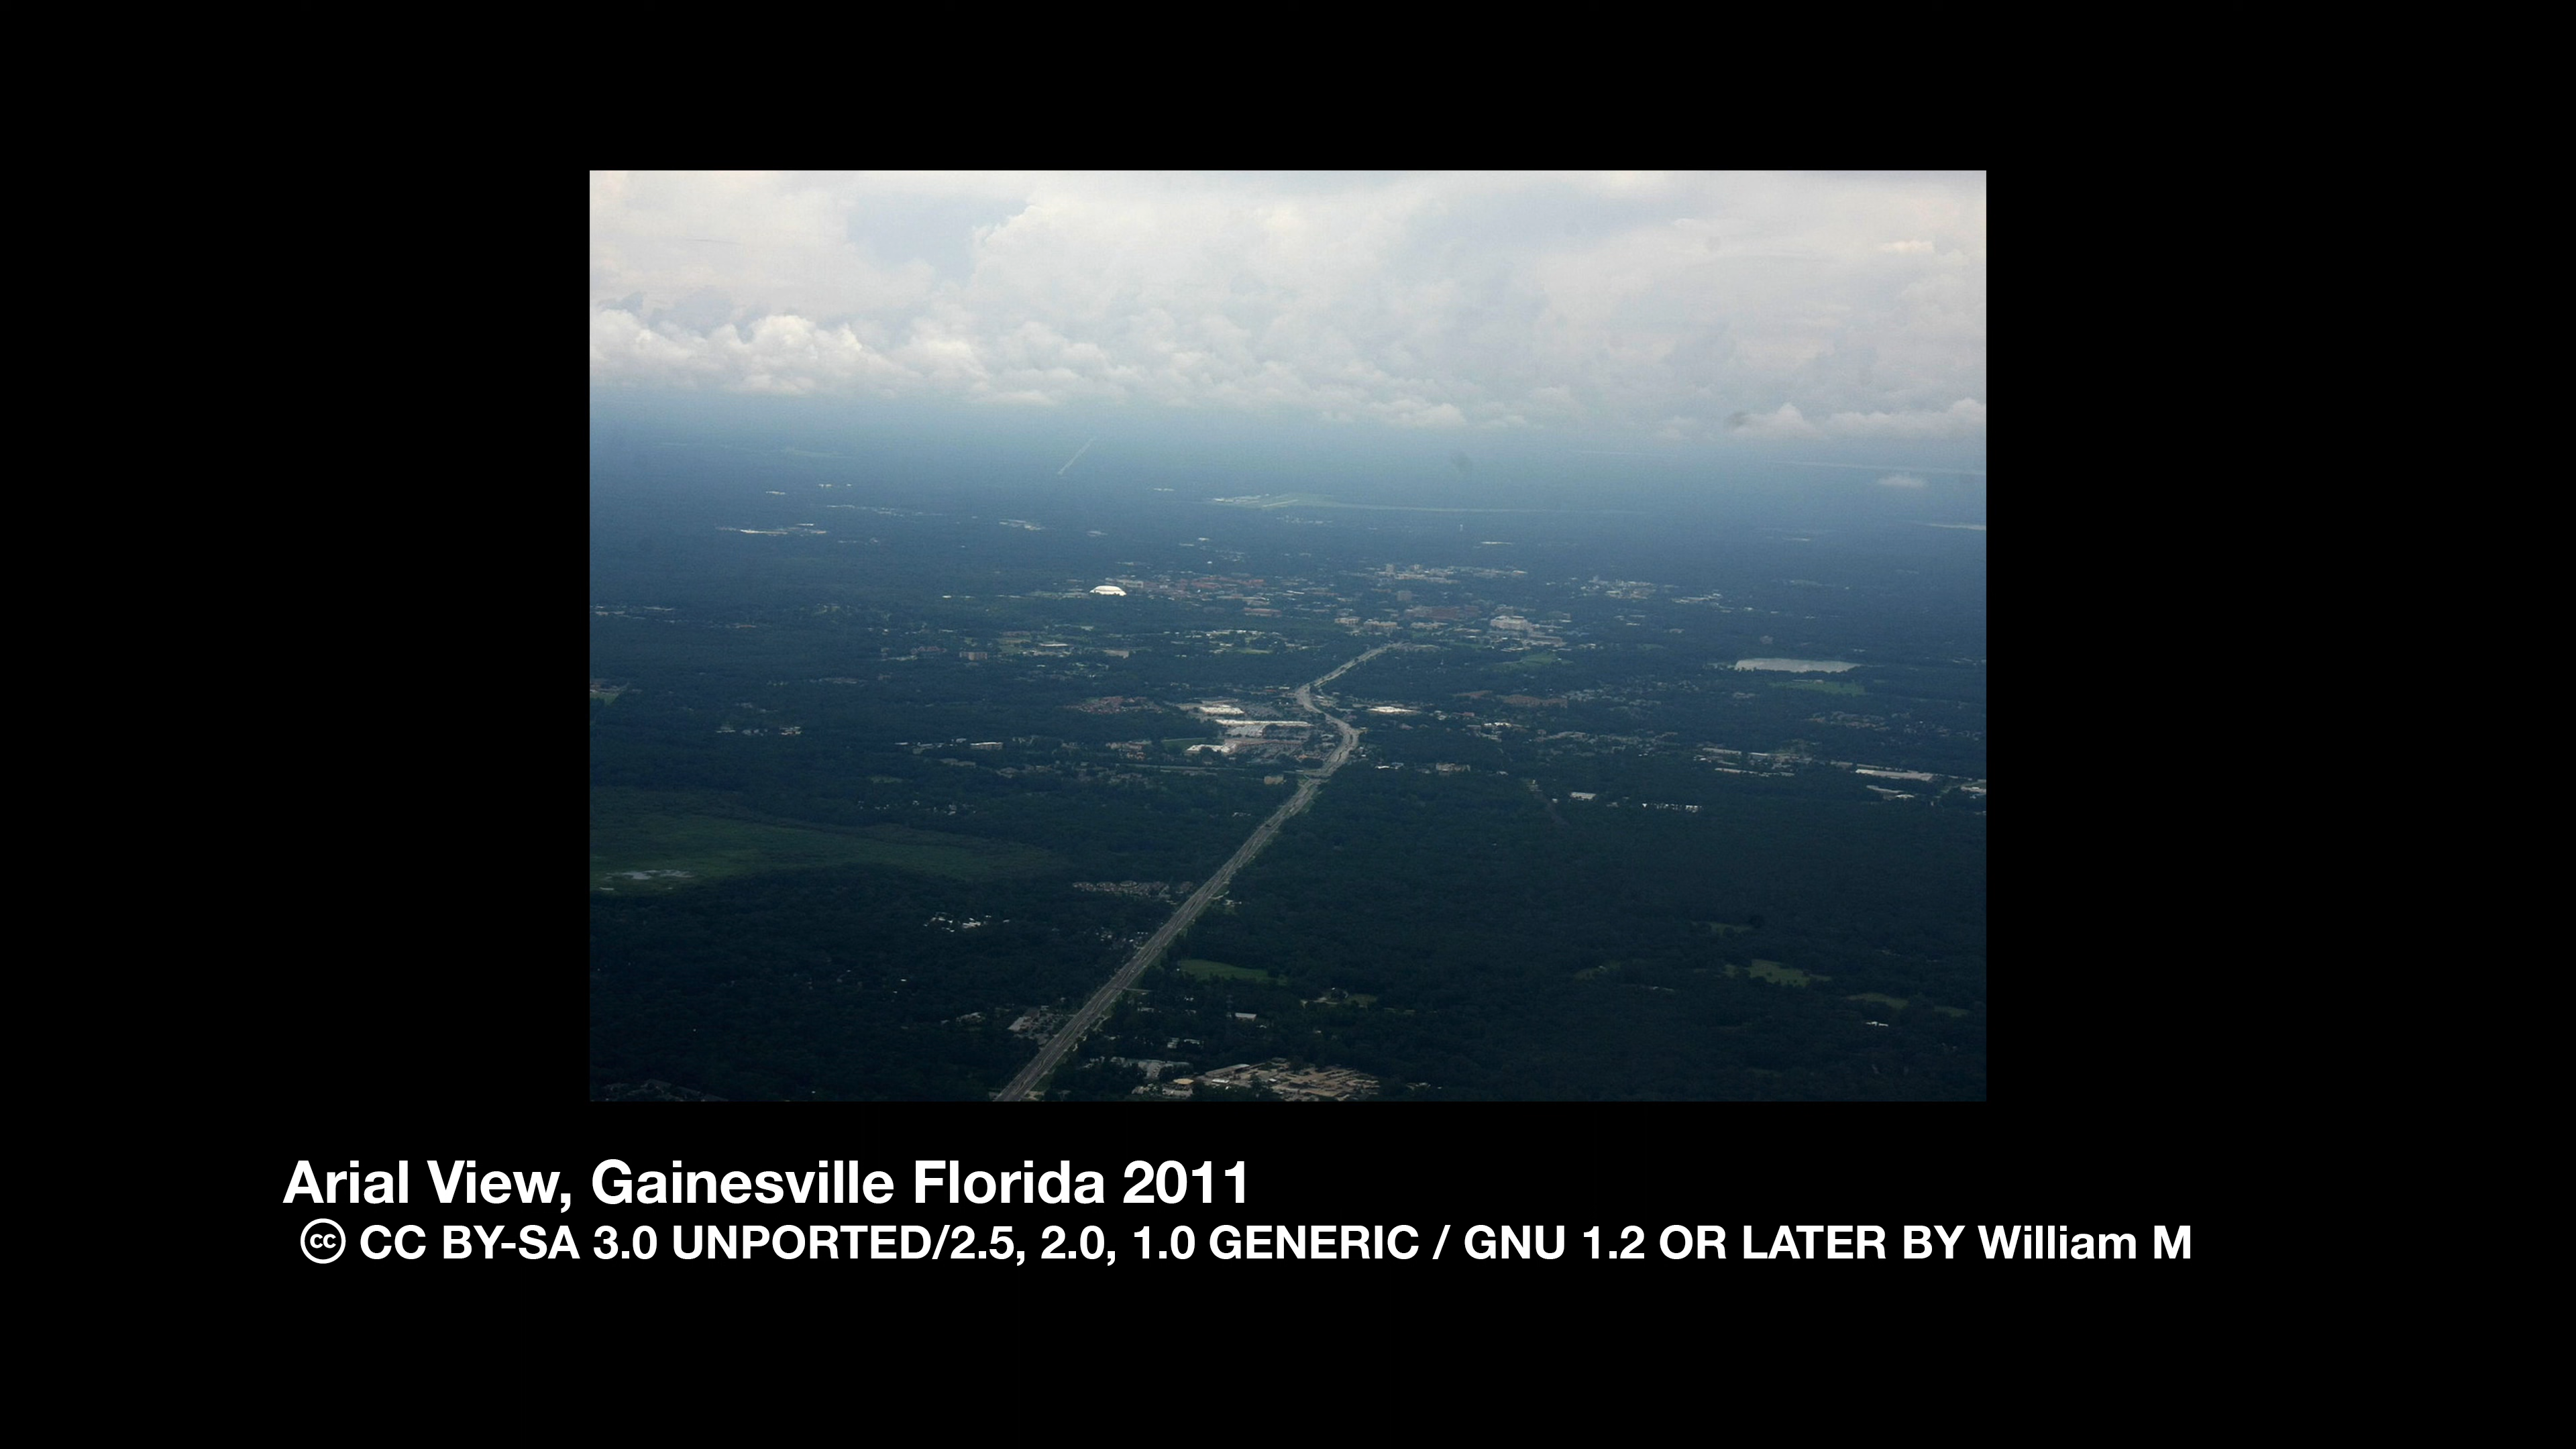 Arial View, Gainesville Florida 2011
cc CC BY-SA 3.0 UNPORTED/2.5, 2.0, 1.0 GENERIC / GNU 1.2 OR LATER BY William M